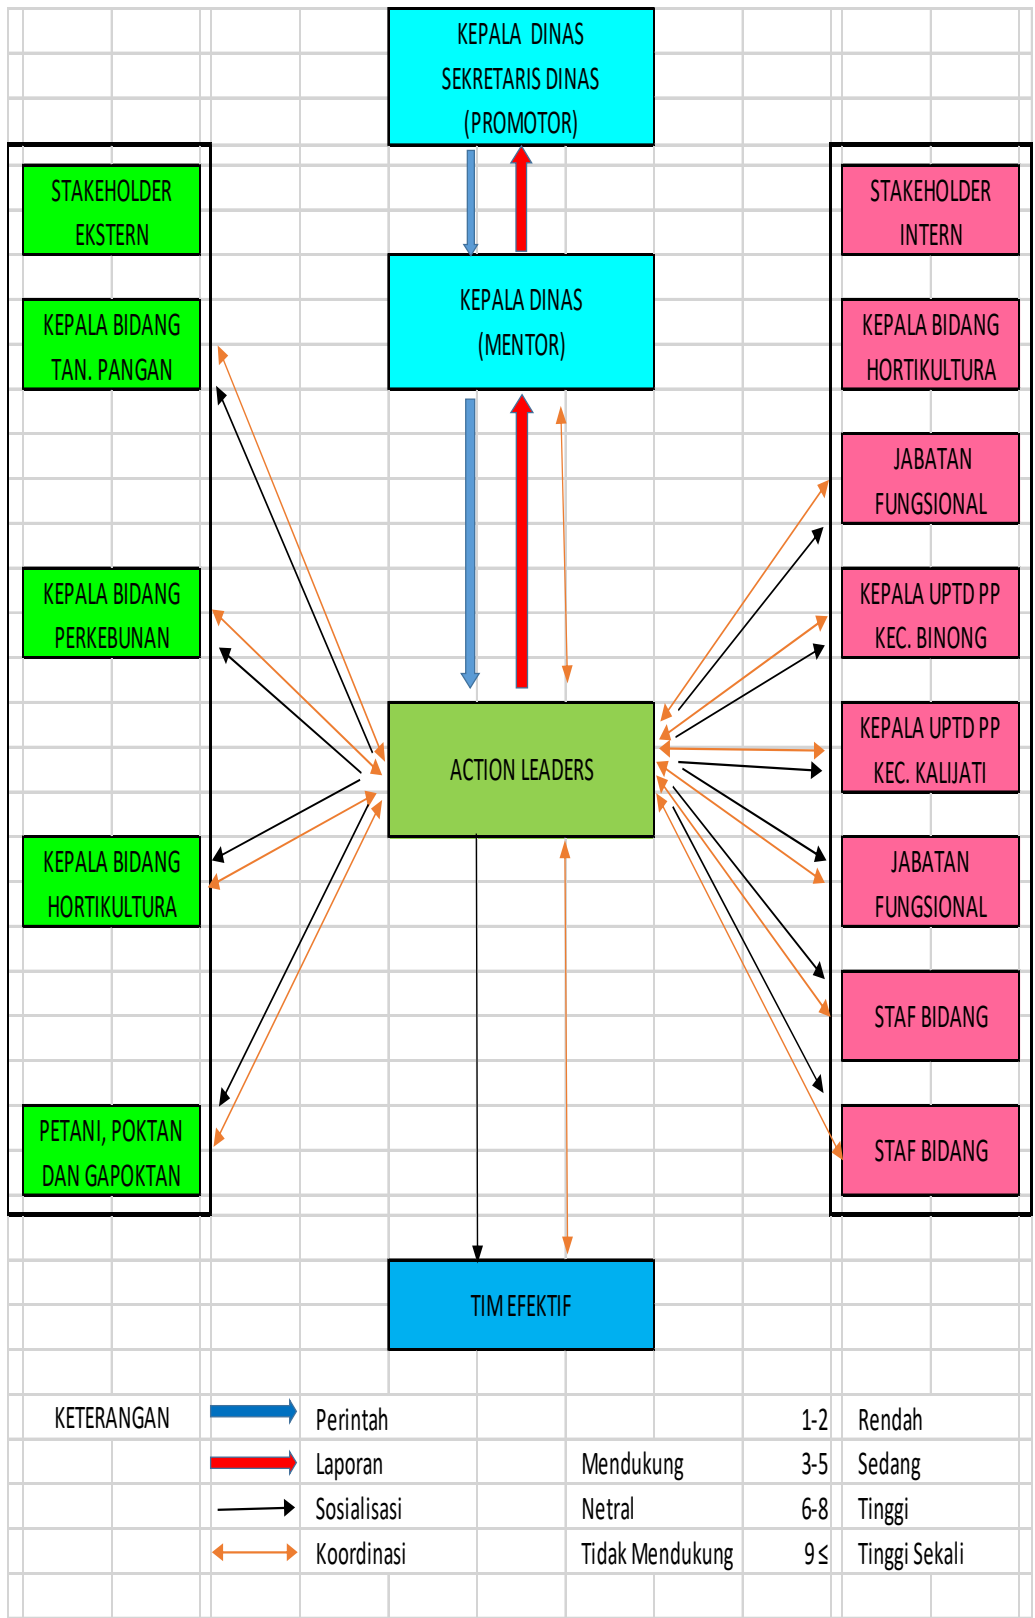 KEPALA DINAS
SEKRETARIS DINAS
(PROMOTOR)
STAKEHOLDER
EKSTERN
STAKEHOLDER
INTERN
KEPALA DINAS
(MENTOR)
KEPALA BIDANG
TAN. PANGAN
KEPALA BIDANG
HORTIKULTURA
JABATAN
FUNGSIONAL
KEPALA BIDANG
PERKEBUNAN
KEPALA UPTD PP
KEC. BINONG
ACTION LEADERS
KEPALA UPTD PP
KEC. KALIJATI
KEPALA BIDANG
HORTIKULTURA
JABATAN
FUNGSIONAL
STAF BIDANG
PETANI, POKTAN
DAN GAPOKTAN
STAF BIDANG
TIM EFEKTIF
KETERANGAN Perintah 1-2 Rendah
Laporan Mendukung 3-5 Sedang
Sosialisasi Netral 6-8 Tinggi
Koordinasi Tidak Mendukung 9 ≤ Tinggi Sekali